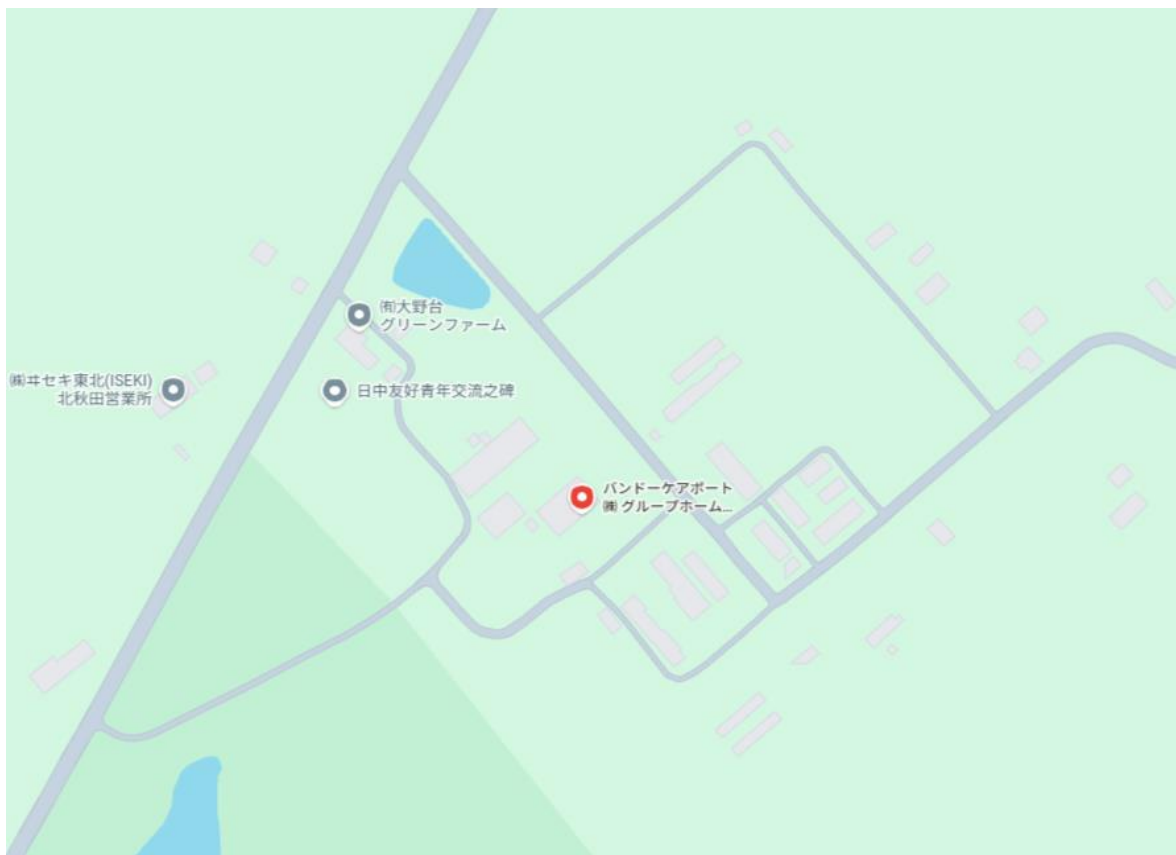 ㈲大野台
グリーンファーム
㈱ヰセキ東北(ISEKI)
北秋田営業所
日中友好青年交流之碑
バンドーケアポート
㈱ グループホーム...